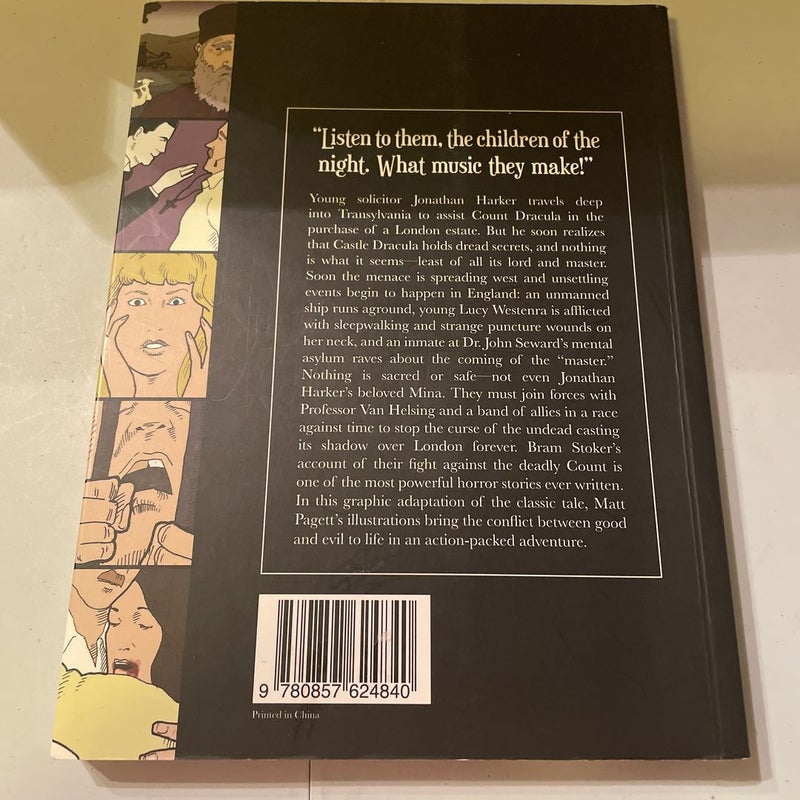 “Listen to them, the children of the
night. What music they make!”
Young solicitor Jonathan Harker travels deep
into Transylvania to assist Count Dracula in the
purchase of a London estate. But he soon realizes
that Castle Dracula holds dread secrets, and nothing
is what it seems—least of all its lord and master.
Soon the menace is spreading west and unsettling
events begin to happen in England: an unmanned
ship runs aground, young Lucy Westenra is afflicted
with sleepwalking and strange puncture wounds on
her neck, and an inmate at Dr. John Seward’s mental
asylum raves about the coming of the “master.”
Nothing is sacred or safe—not even Jonathan
Harker’s beloved Mina. They must join forces with
Professor Van Helsing and a band of allies in a race
against time to stop the curse of the undead casting
its shadow over London forever. Bram Stoker’s
account of their fight against the deadly Count is
one of the most powerful horror stories ever written.
In this graphic adaptation of the classic tale, Matt
Pagett’s illustrations bring the conflict between good
and evil to life in an action-packed adventure.
9 780857 624840
Printed in China